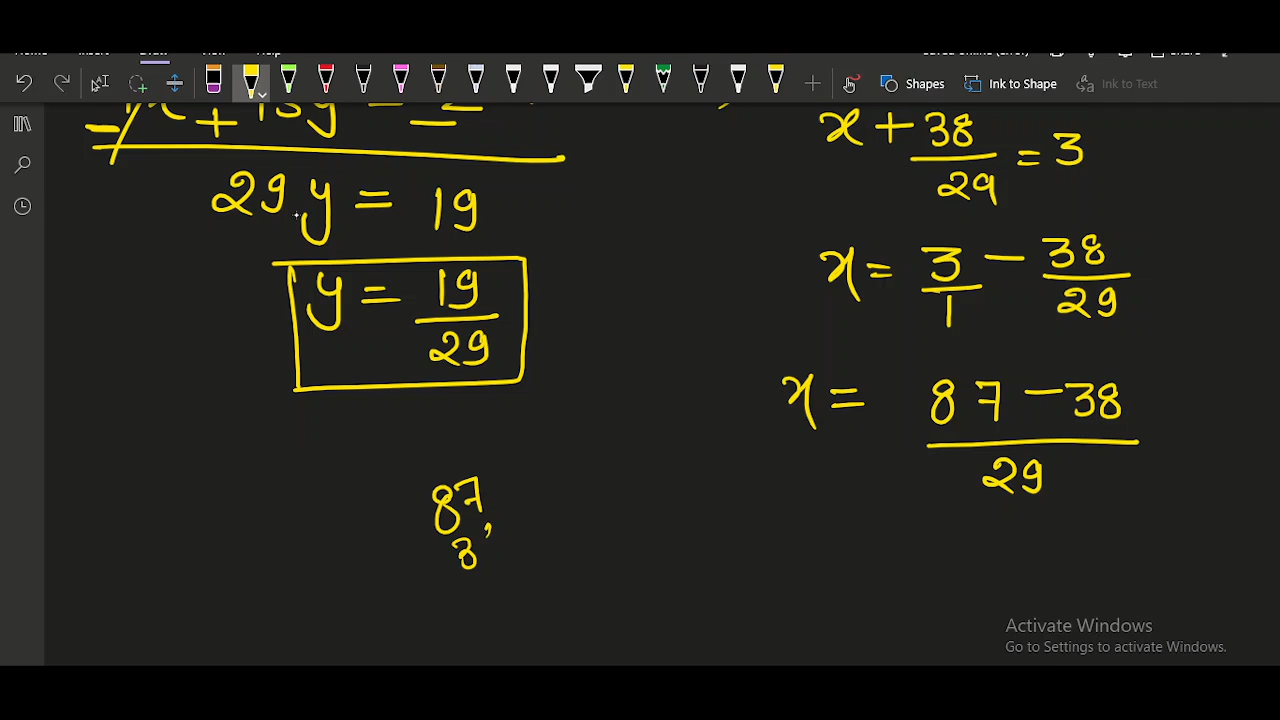 Shapes Ink to Shape Ink to Text
29y = 19
y = 19/29
87,
3
x + 38/29 = 3
x = 3/1 - 38/29
x = 87 - 38
29
Activate Windows
Go to Settings to activate Windows.